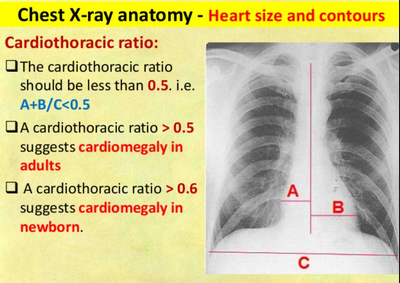 Chest X-ray anatomy - Heart size and contours
Cardiothoracic ratio:
❑The cardiothoracic ratio
should be less than 0.5. i.e.
A+B/C<0.5
❑A cardiothoracic ratio > 0.5
suggests cardiomegaly in
adults
❑ A cardiothoracic ratio > 0.6
suggests cardiomegaly in
newborn.
A
B
C